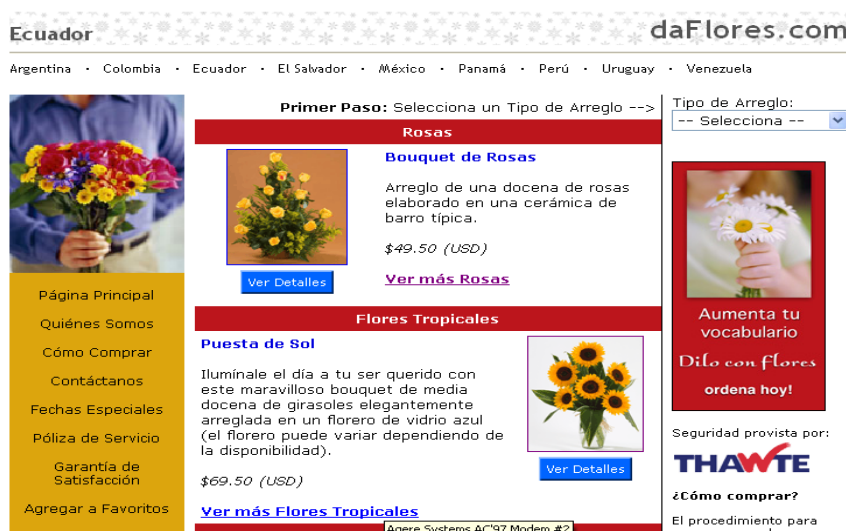 Ecuador
daFlores.com
Argentina · Colombia · Ecuador · El Salvador · México · Panamá · Perú · Uruguay · Venezuela
Página Principal
Quiénes Somos
Cómo Comprar
Contáctanos
Fechas Especiales
Póliza de Servicio
Garantía de
Satisfacción
Agregar a Favoritos
Primer Paso: Selecciona un Tipo de Arreglo -->
Rosas
Bouquet de Rosas
Arreglo de una docena de rosas
elaborado en una cerámica de
barro típica.
$49.50 (USD)
Ver Detalles
Ver más Rosas
Flores Tropicales
Puesta de Sol
Ilumínale el día a tu ser querido con
este maravilloso bouquet de media
docena de girasoles elegantemente
arreglada en un florero de vidrio azul
(el florero puede variar dependiendo de
la disponibilidad).
$69.50 (USD)
Ver Detalles
Ver más Flores Tropicales
Agere Systems AC'97 Modem #2
Tipo de Arreglo:
-- Selecciona --
Aumenta tu
vocabulario
Dilo con flores
ordena hoy!
Seguridad provista por:
THAWTE
¿Cómo comprar?
El procedimiento para